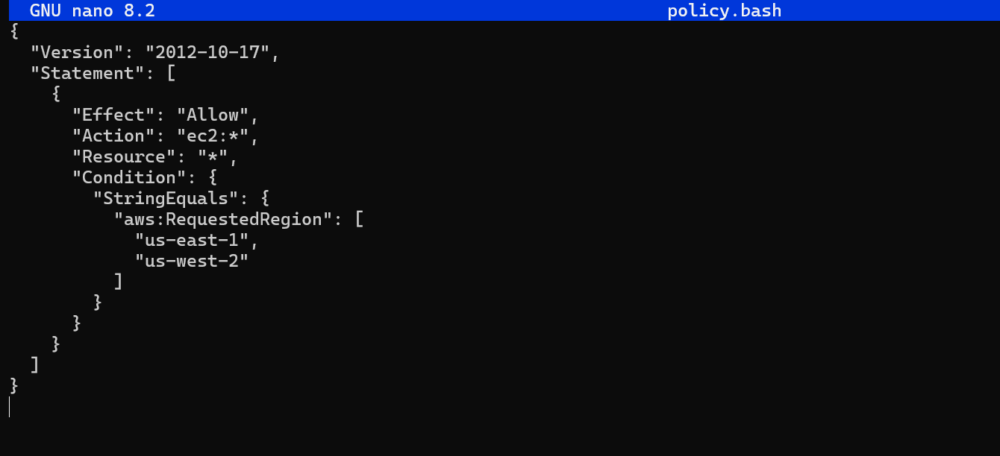 GNU nano 8.2 policy.bash
{
  "Version": "2012-10-17",
  "Statement": [
    {
      "Effect": "Allow",
      "Action": "ec2:*",
      "Resource": "*",
      "Condition": {
        "StringEquals": {
          "aws:RequestedRegion": [
            "us-east-1",
            "us-west-2"
          ]
        }
      }
    }
  ]
}